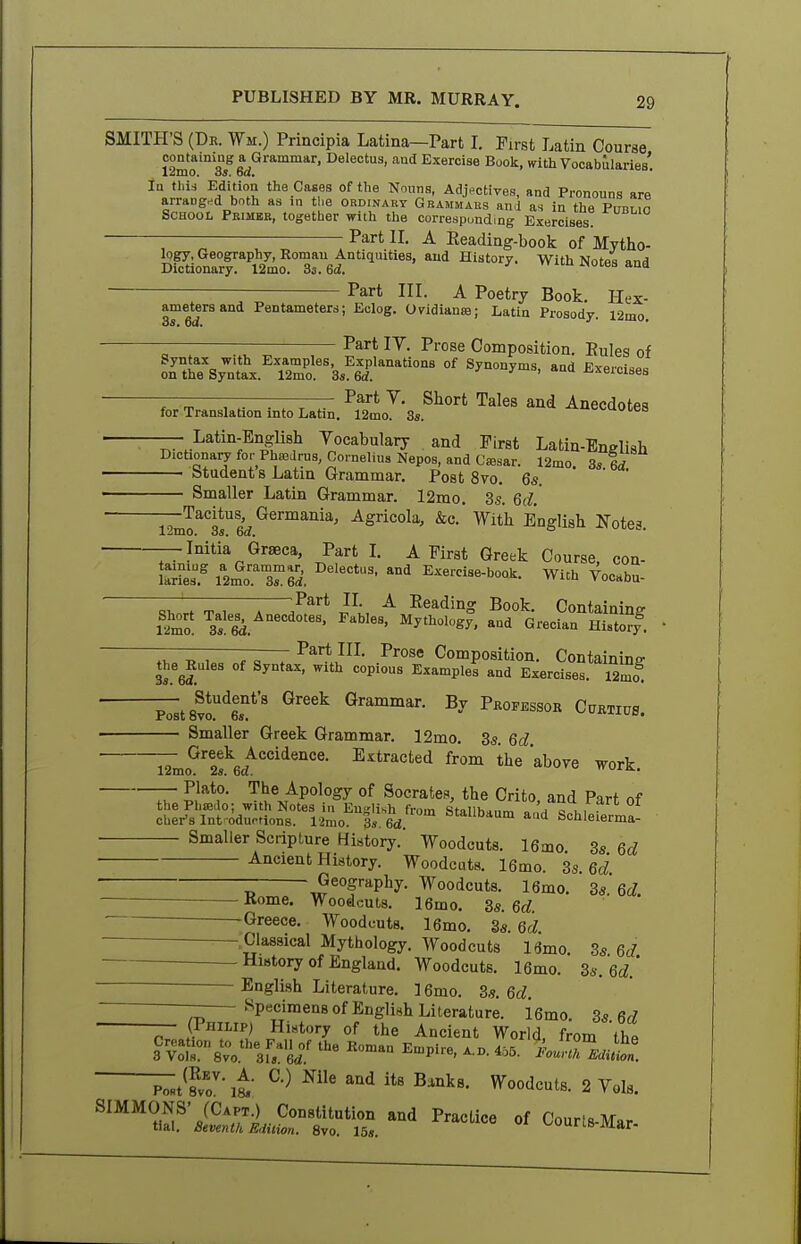 PUBLISHED BY MR. MURRAY. 29
SMITH'S (Dr. Wm.) Principia Latina—Part I. First Latin Course,
containing a Grammar, Delectus, and Exercise Book, with Vocabularies.
12mo. 3s. 6d.
In this Edition the Cases of the Nouns, Adjectives, and Pronouns are
arranged both as in the ORDINARY GRAMMARS and as in the PUBLIC
SCHOOL PRIMER, together with the corresponding Exercises.
——— Part II. A Reading-book of Mytho-
logy, Geography, Roman Antiquities, and History. With Notes and
Dictionary. 12mo. 3s. 6d.
——— Part III. A Poetry Book. Hex-
ameters and Pentameters; Eclog. Ovidianæ; Latin Prosody. 12mo.
3s. 6d.
——— Part IV. Prose Composition. Rules of
Syntax with Examples, Explanations of Synonyms, and Exercises
on the Syntax. 12mo. 3s. 6d.
——— Part V. Short Tales and Anecdotes
for Translation into Latin. 12mo. 3s.
——— Latin-English Vocabulary and First Latin-English
Dictionary for Phædrus, Cornelius Nepos, and Cæsar. 12mo. 3s. 6d.
——— Student's Latin Grammar. Post 8vo. 6s.
——— Smaller Latin Grammar. 12mo. 3s. 6d.
——— Tacitus, Germania, Agricola, &c. With English Notes.
12mo. 3s. 6d.
——— Initia Græca, Part I. A First Greek Course, con-
taining a Grammar, Delectus, and Exercise-book. With Vocabu-
laries. 12mo. 3s. 6d.
——— Part II. A Reading Book. Containing
Short Tales, Anecdotes, Fables, Mythology, and Grecian History.
12mo. 3s. 6d.
——— Part III. Prose Composition. Containing
the Rules of Syntax, with copious Examples and Exercises. 12mo.
3s. 6d.
——— Student's Greek Grammar. By PROFESSOR CURTIUS.
Post 8vo. 6s.
——— Smaller Greek Grammar. 12mo. 3s. 6d.
——— Greek Accidence. Extracted from the above work.
12mo. 2s. 6d.
——— Plato. The Apology of Socrates, the Crito, and Part of
the Phædo; with Notes in English from Stallbaum and Schleierma-
cher's Introductions. 12mo. 3s. 6d.
——— Smaller Scripture History. Woodcuts. 16mo. 3s. 6d
——— Ancient History. Woodcuts. 16mo. 3s. 6d.
——— Geography. Woodcuts. 16mo. 3s. 6d.
——— Rome. Woodcuts. 16mo. 3s. 6d.
——— Greece. Woodcuts. 16mo. 3s. 6d.
——— Classical Mythology. Woodcuts 16mo. 3s. 6d.
——— History of England. Woodcuts. 16mo. 3s. 6d.
——— English Literature. 16mo. 3s. 6d.
——— Specimens of English Literature. 16mo. 3s. 6d
——— (PHILIP) History of the Ancient World, from the
Creation to the Fall of the Roman Empire, A.D. 455. Fourth Edition.
3 Vols. 8vo. 31s. 6d.
——— (REV. A. C.) Nile and its Banks. Woodcuts. 2 Vols.
Post 8vo. 18s.
SIMMONS' (CAPT.) Constitution and Practice of Courts-Mar-
tial. Seventh Edition. 8vo. 15s.